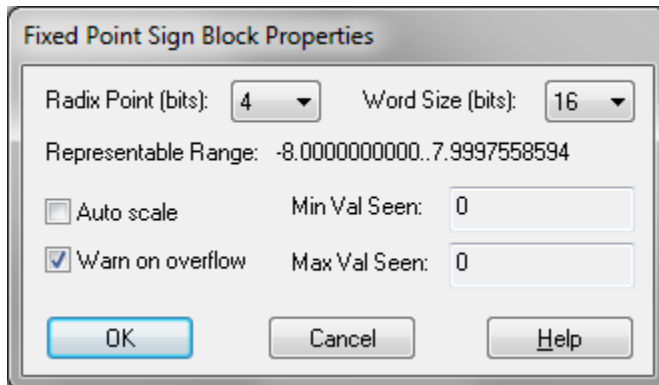 Fixed Point Sign Block Properties
Radix Point (bits): 4 Word Size (bits): 16
Representable Range: -8.0000000000..7.9997558594
Auto scale Min Val Seen: 0
Warn on overflow Max Val Seen: 0
OK Cancel Help